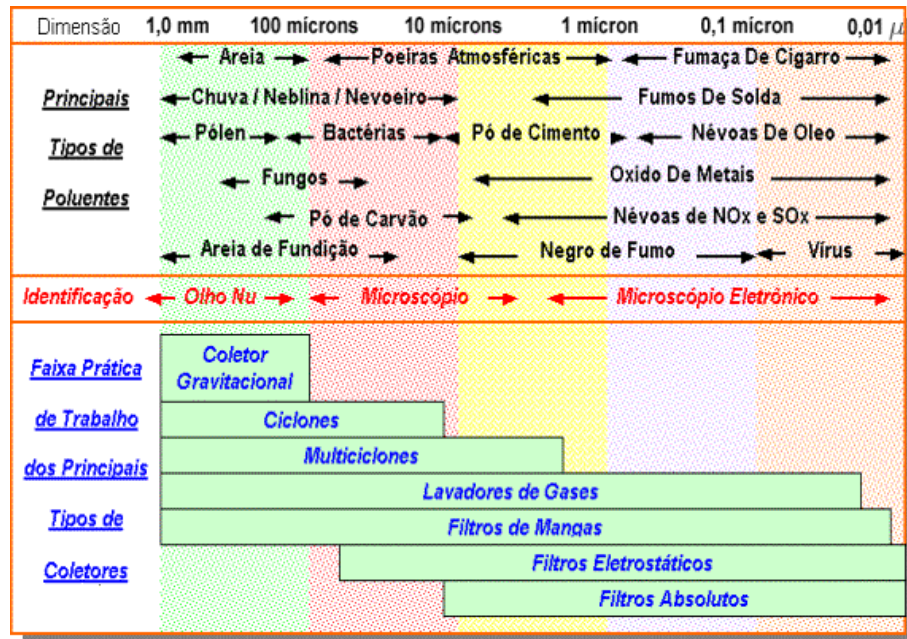 Dimensão 1,0 mm 100 microns 10 microns 1 micron 0,1 micron 0,01 μ
Areia Poeiras Atmosféricas Fumaça De Cigarro
Principais Chuva / Neblina / Nevoeiro Fumos De Solda
Tipos de Pólen Bactérias Pó de Cimento Névoas De Oleo
Fungos Oxido De Metais
Poluentes Pó de Carvão Névoas de NOx e SOx
Areia de Fundição Negro de Fumo Vírus
Identificação Olho Nu Microscópio Microscópio Eletrônico
Faixa Prática Coletor
Gravitacional
de Trabalho Ciclones
dos Principais Multiciclones
Lavadores de Gases
Tipos de Filtros de Mangas
Coletores Filtros Eletrostáticos
Filtros Absolutos